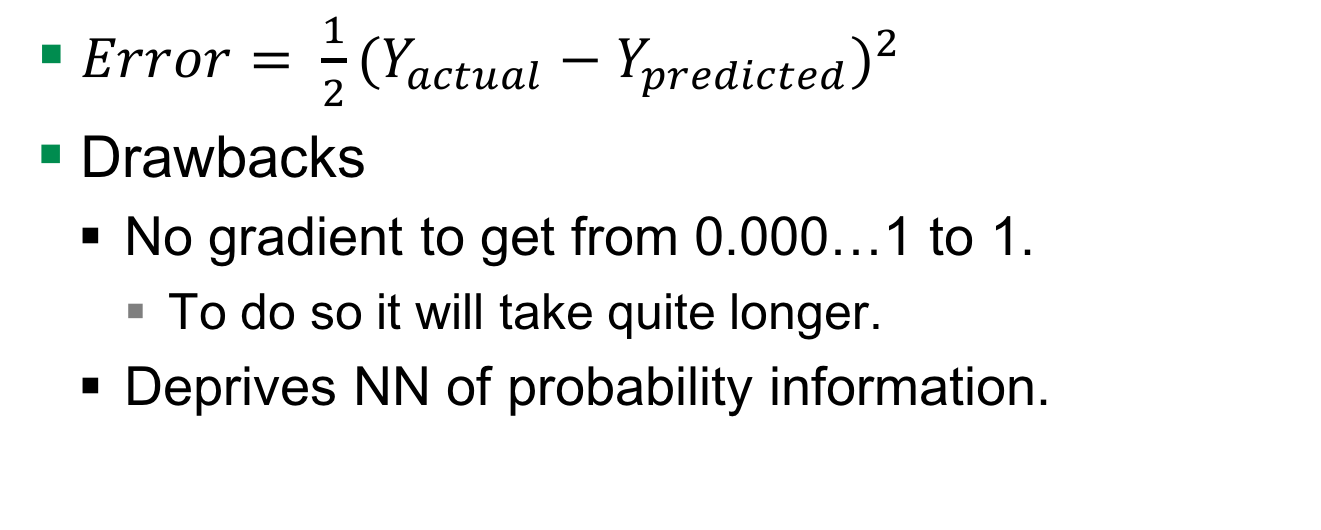 ▪ Error = 1/2 (Y_actual − Y_predicted)²
▪ Drawbacks
▪ No gradient to get from 0.000…1 to 1.
▪ To do so it will take quite longer.
▪ Deprives NN of probability information.